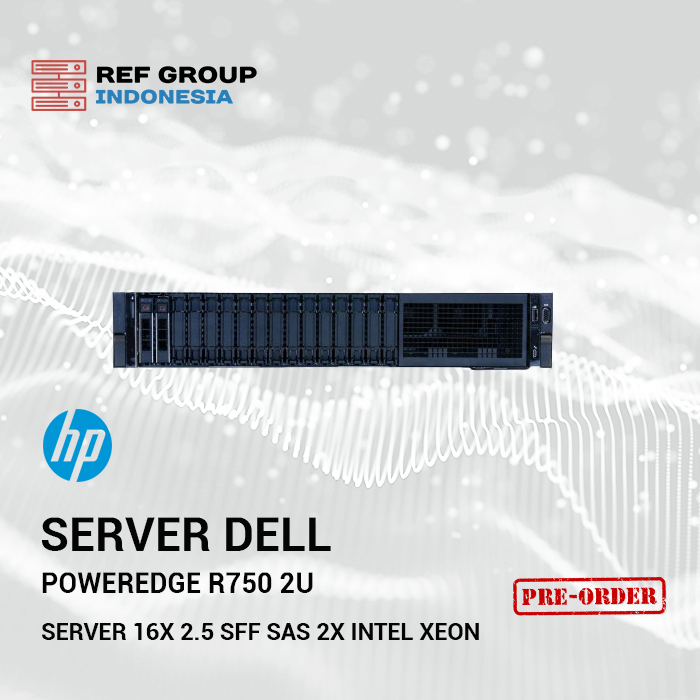 REF GROUP
INDONESIA
hp
SERVER DELL
POWEREDGE R750 2U
PRE-ORDER
SERVER 16X 2.5 SFF SAS 2X INTEL XEON